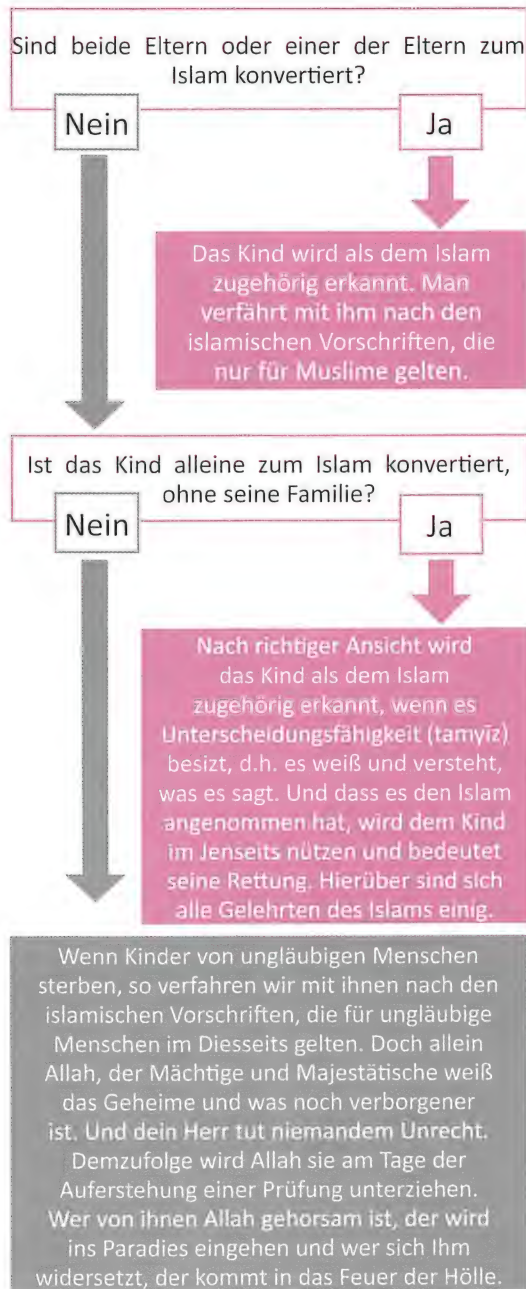 Sind beide Eltern oder einer der Eltern zum
Islam konvertiert?
Nein
Ja
Das Kind wird als dem Islam
zugehörig erkannt. Man
verfährt mit ihm nach den
islamischen Vorschriften, die
nur für Muslime gelten.
Ist das Kind alleine zum Islam konvertiert,
ohne seine Familie?
Nein
Ja
Nach richtiger Ansicht wird
das Kind als dem Islam
zugehörig erkannt, wenn es
Unterscheidungsfähigkeit (tamyīz)
besizt, d.h. es weiß und versteht,
was es sagt. Und dass es den Islam
angenommen hat, wird dem Kind
im Jenseits nützen und bedeutet
seine Rettung. Hierüber sind sich
alle Gelehrten des Islams einig.
Wenn Kinder von ungläubigen Menschen
sterben, so verfahren wir mit ihnen nach den
islamischen Vorschriften, die für ungläubige
Menschen im Diesseits gelten. Doch allein
Allah, der Mächtige und Majestätische weiß
das Geheime und was noch verborgener
ist. Und dein Herr tut niemandem Unrecht.
Demzufolge wird Allah sie am Tage der
Auferstehung einer Prüfung unterziehen.
Wer von ihnen Allah gehorsam ist, der wird
ins Paradies eingehen und wer sich Ihm
widersetzt, der kommt in das Feuer der Hölle.